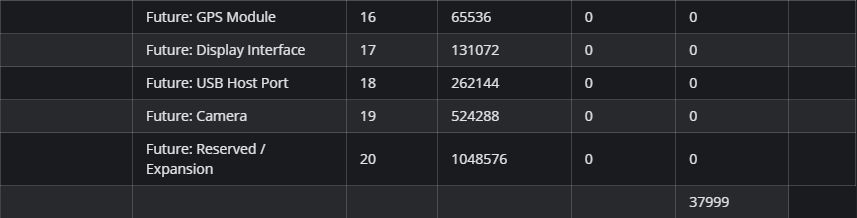 Future: GPS Module 16 65536 0 0
Future: Display Interface 17 131072 0 0
Future: USB Host Port 18 262144 0 0
Future: Camera 19 524288 0 0
Future: Reserved /
Expansion 20 1048576 0 0
37999